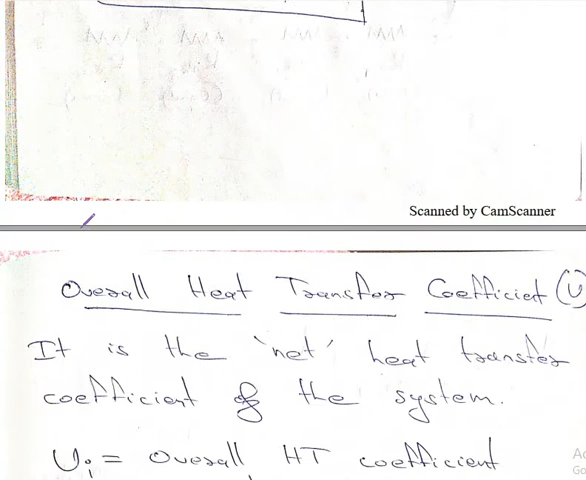 Scanned by CamScanner
Overall Heat Transfer Coefficient (U
It is the 'net' heat transfer
coefficient of the system.
Ui = Overall HT coefficient